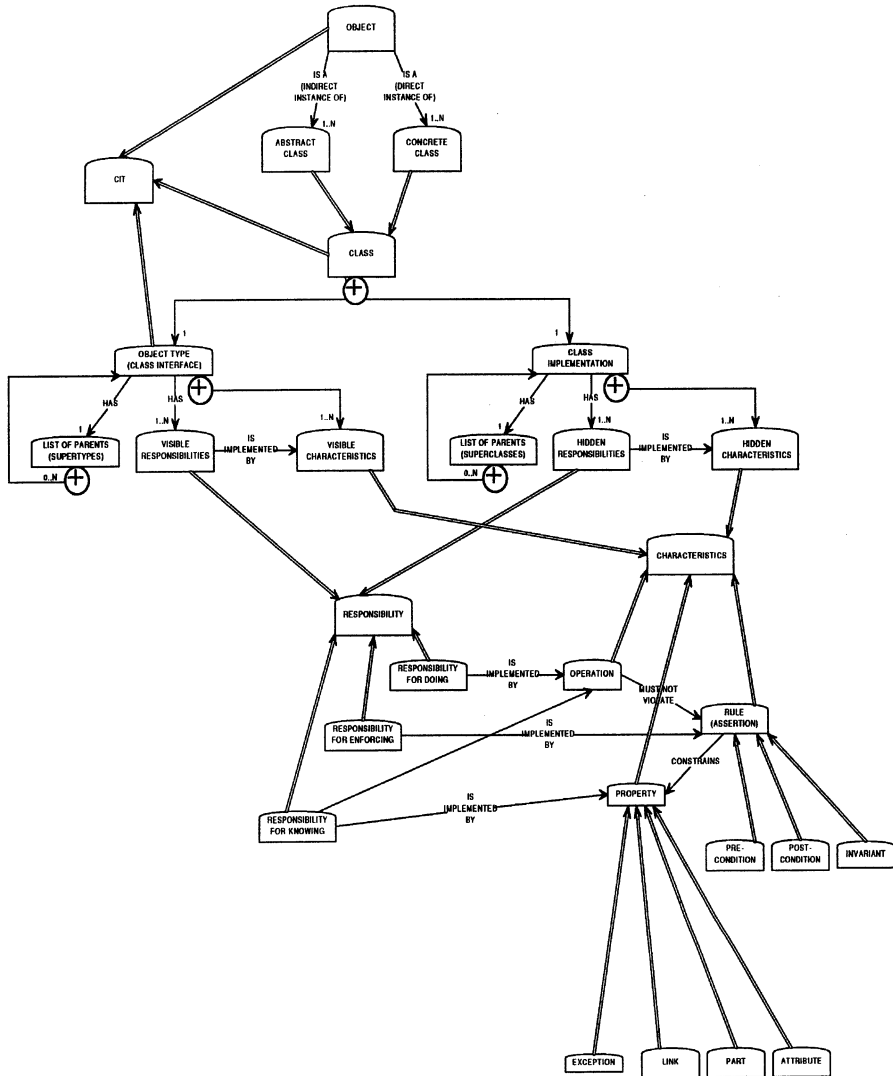 OBJECT
IS A
(INDIRECT
INSTANCE OF)
IS A
(DIRECT
INSTANCE OF)
1..N
1..N
ABSTRACT
CLASS
CONCRETE
CLASS
CIT
CLASS
1
1
OBJECT TYPE
(CLASS INTERFACE)
CLASS
IMPLEMENTATION
HAS
HAS
HAS
HAS
1
1..N
1..N
1
1..N
1..N
LIST OF PARENTS
(SUPERTYPES)
VISIBLE
RESPONSIBILITIES
IS
IMPLEMENTED
BY
VISIBLE
CHARACTERISTICS
LIST OF PARENTS
(SUPERCLASSES)
HIDDEN
RESPONSIBILITIES
IS
IMPLEMENTED
BY
HIDDEN
CHARACTERISTICS
0..N
0..N
CHARACTERISTICS
RESPONSIBILITY
RESPONSIBILITY
FOR DOING
IS
IMPLEMENTED
BY
OPERATION
MUST NOT
VIOLATE
RULE
(ASSERTION)
RESPONSIBILITY
FOR ENFORCING
IS
IMPLEMENTED
BY
CONSTRAINS
PROPERTY
RESPONSIBILITY
FOR KNOWING
IS
IMPLEMENTED
BY
PRE-
CONDITION
POST-
CONDITION
INVARIANT
EXCEPTION
LINK
PART
ATTRIBUTE